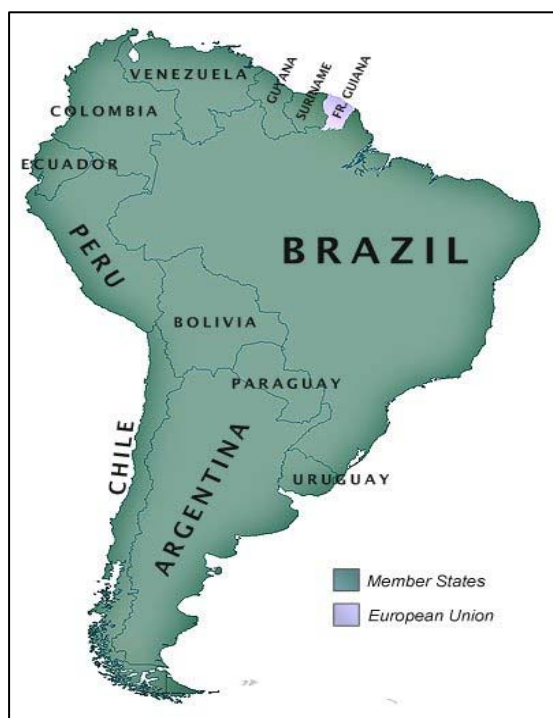 VENEZUELA
GUYANA
SURINAME
FR. GUIANA
COLOMBIA
ECUADOR
PERU
BRAZIL
BOLIVIA
PARAGUAY
CHILE
ARGENTINA
URUGUAY
Member States
European Union